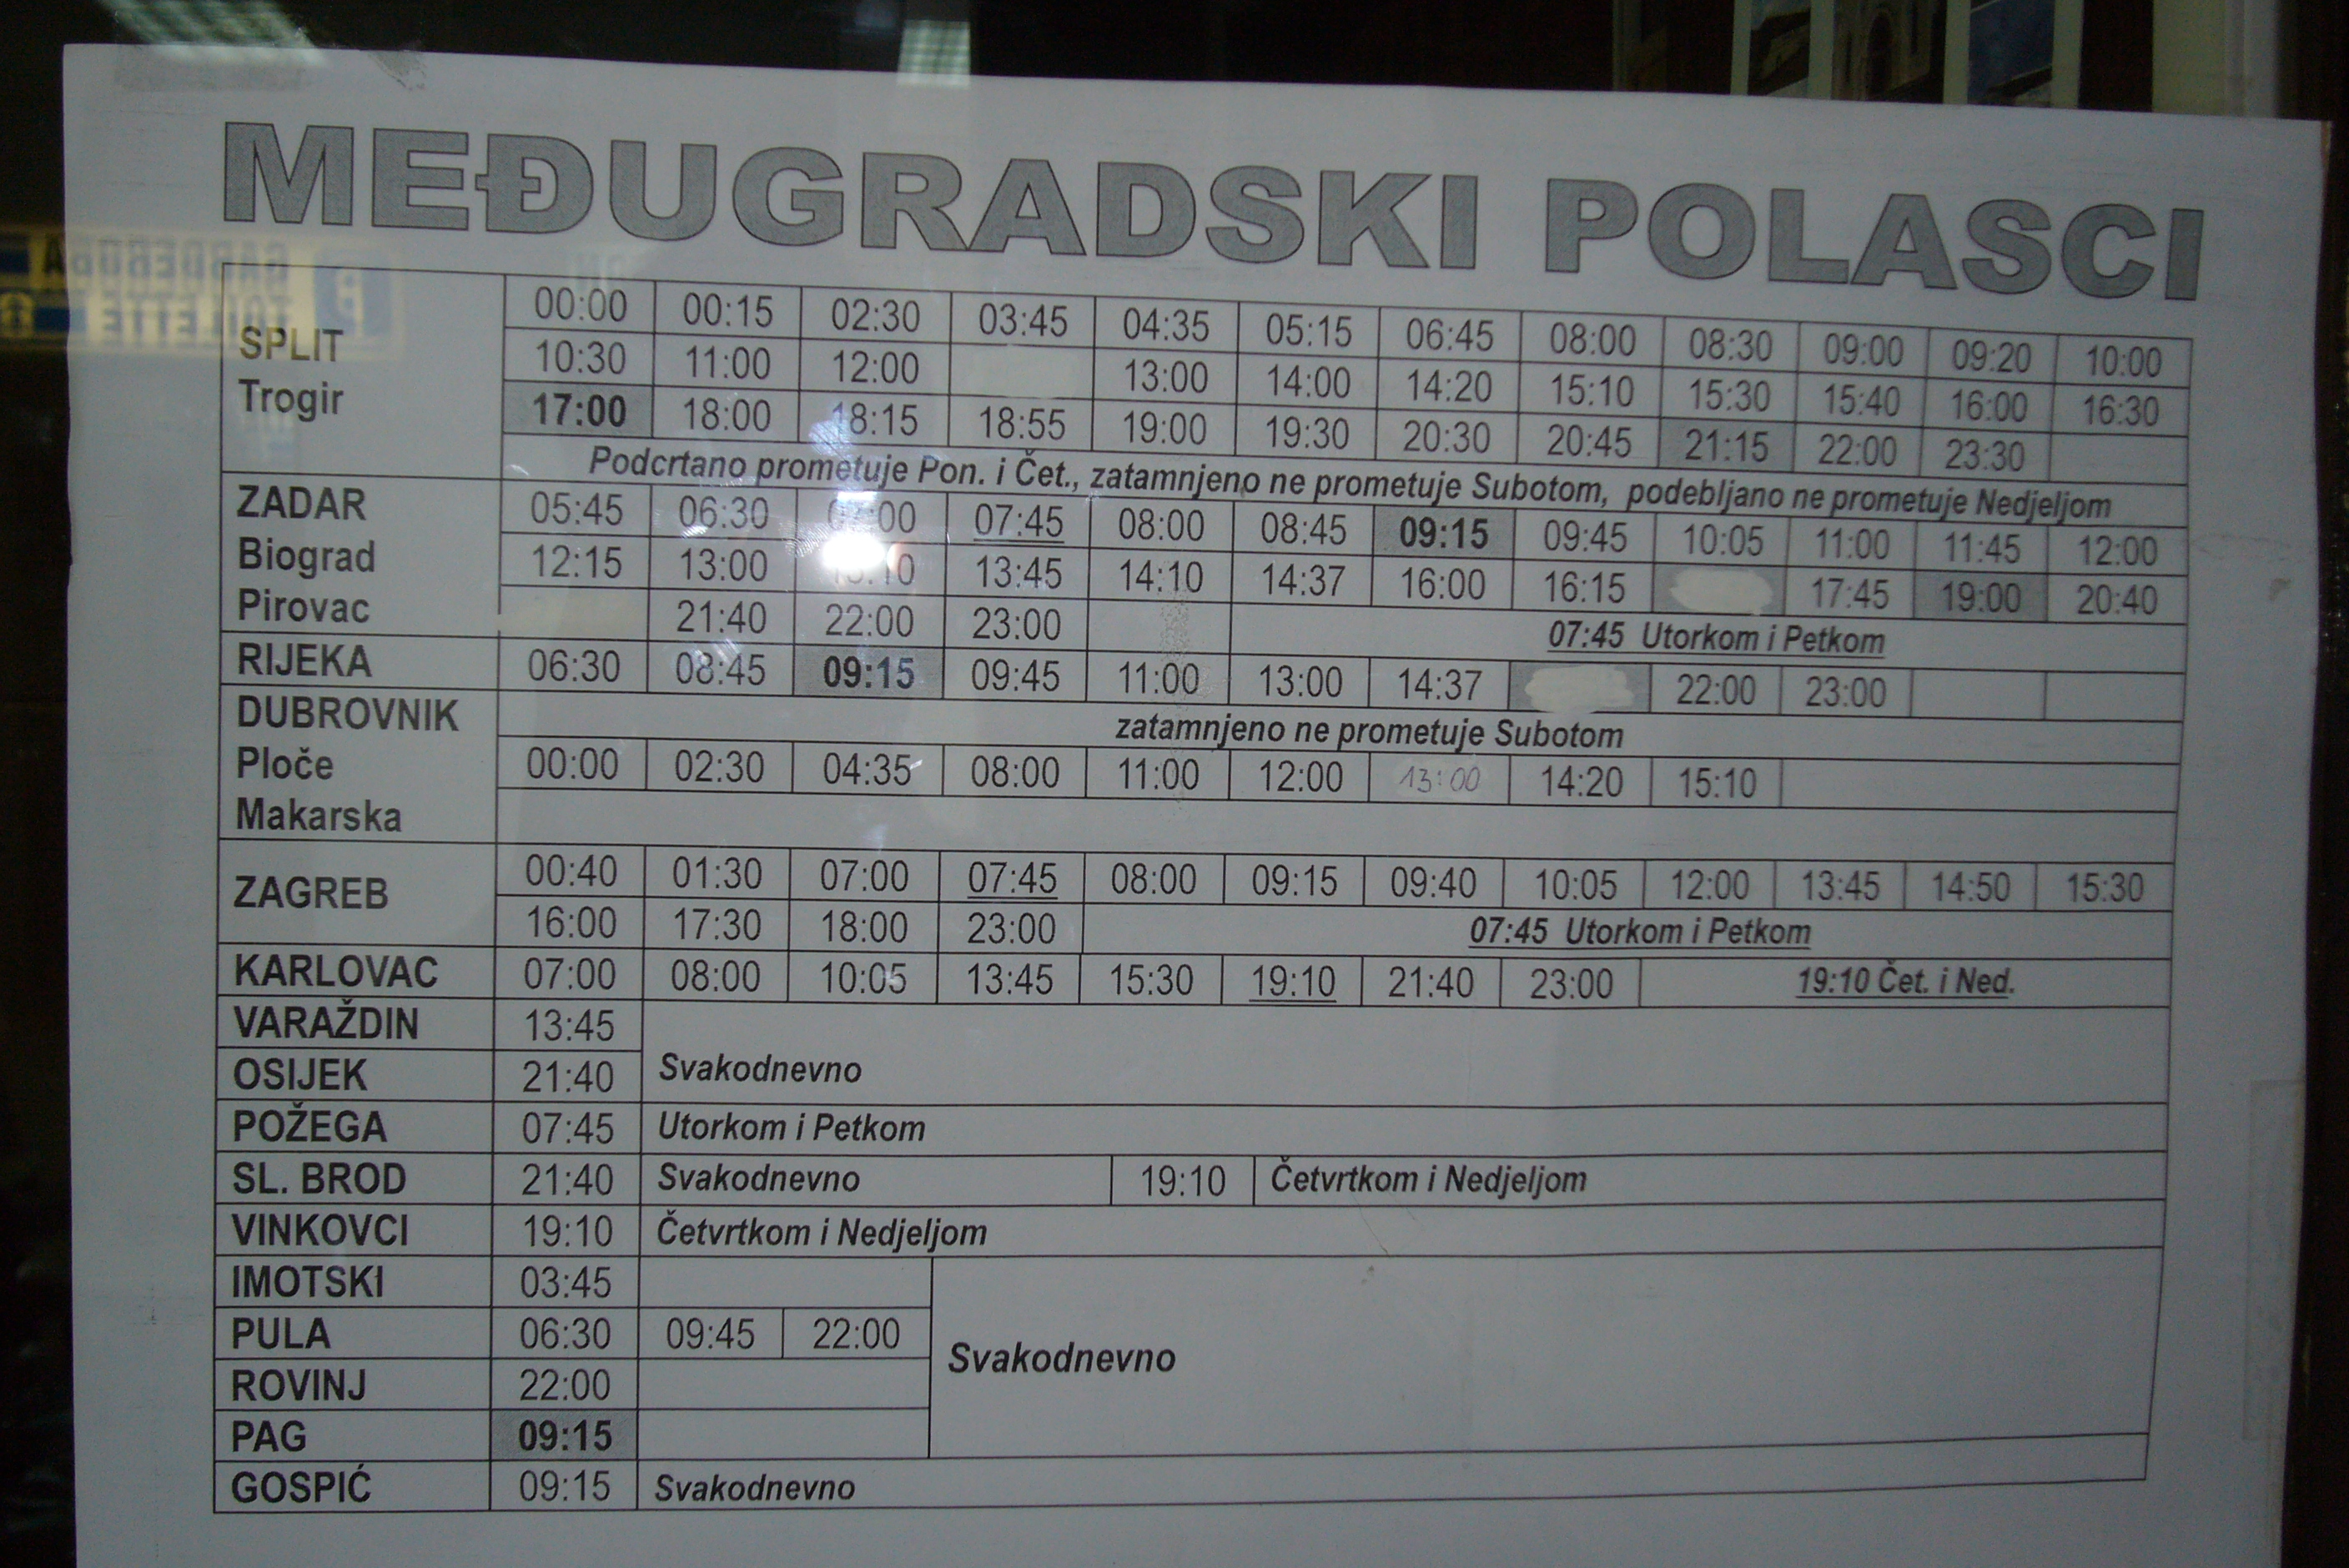 MEĐUGRADSKI POLASCI
SPLIT
Trogir
00:00 00:15 02:30 03:45 04:35 05:15 06:45 08:00 08:30 09:00 09:20 10:00
10:30 11:00 12:00 13:00 14:00 14:20 15:10 15:30 15:40 16:00 16:30
17:00 18:00 18:15 18:55 19:00 19:30 20:30 20:45 21:15 22:00 23:30
Podcrtano prometuje Pon. i Čet., zatamnjeno ne prometuje Subotom, podebljano ne prometuje Nedjeljom
ZADAR
Biograd
Pirovac
05:45 06:30 07:45 08:00 08:45 09:15 09:45 10:05 11:00 11:45 12:00
12:15 13:00 13:45 14:10 14:37 16:00 16:15 17:45 19:00 20:40
21:40 22:00 23:00 07:45 Utorkom i Petkom
RIJEKA 06:30 08:45 09:15 09:45 11:00 13:00 14:37 22:00 23:00
DUBROVNIK
Ploče
Makarska
zatamnjeno ne prometuje Subotom
00:00 02:30 04:35 08:00 11:00 12:00 13:00 14:20 15:10
ZAGREB
00:40 01:30 07:00 07:45 08:00 09:15 09:40 10:05 12:00 13:45 14:50 15:30
16:00 17:30 18:00 23:00 07:45 Utorkom i Petkom
KARLOVAC 07:00 08:00 10:05 13:45 15:30 19:10 21:40 23:00 19:10 Čet. i Ned.
VARAŽDIN 13:45
OSIJEK 21:40
Svakodnevno
POŽEGA 07:45 Utorkom i Petkom
SL. BROD 21:40 Svakodnevno 19:10 Četvrtkom i Nedjeljom
VINKOVCI 19:10 Četvrtkom i Nedjeljom
IMOTSKI 03:45
PULA 06:30 09:45 22:00
ROVINJ 22:00
PAG 09:15
Svakodnevno
GOSPIĆ 09:15 Svakodnevno
GARDEROBA
TOILETTE